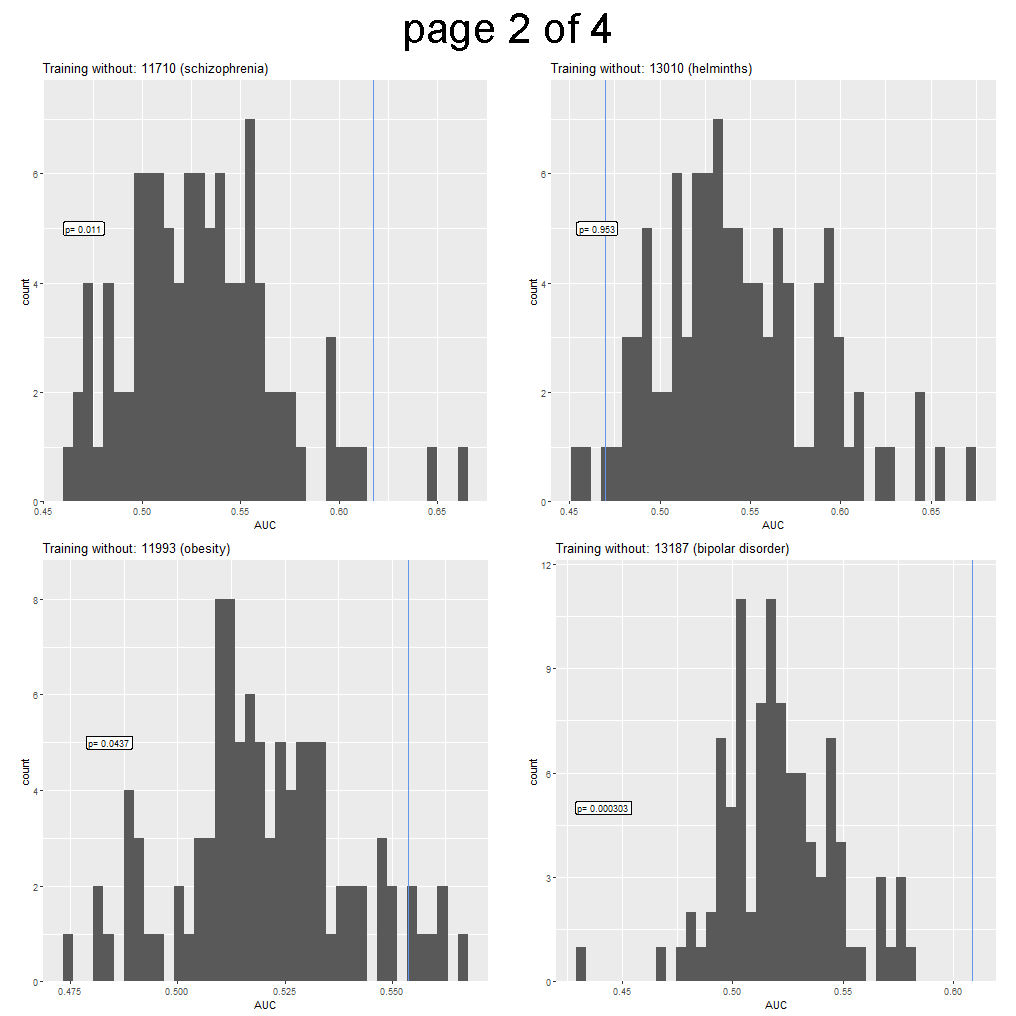 page 2 of 4
Training without: 11710 (schizophrenia)
6
4
2
0
count
p= 0.011
0.45
0.50
0.55
0.60
0.65
AUC
Training without: 13010 (helminths)
6
4
2
0
count
p= 0.953
0.45
0.50
0.55
0.60
0.65
AUC
Training without: 11993 (obesity)
8
6
4
2
0
count
p= 0.0437
0.475
0.500
0.525
0.550
AUC
Training without: 13187 (bipolar disorder)
12
9
6
3
0
count
p= 0.000303
0.45
0.50
0.55
0.60
AUC